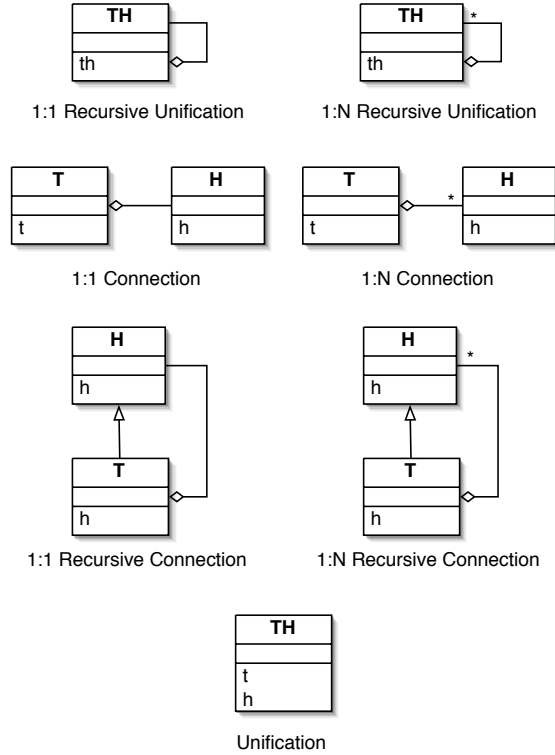 TH
th
1:1 Recursive Unification
TH
*
th
1:N Recursive Unification
T
t
H
h
1:1 Connection
T
t
*
H
h
1:N Connection
H
h
T
h
1:1 Recursive Connection
H
*
h
T
h
1:N Recursive Connection
TH
t
h
Unification